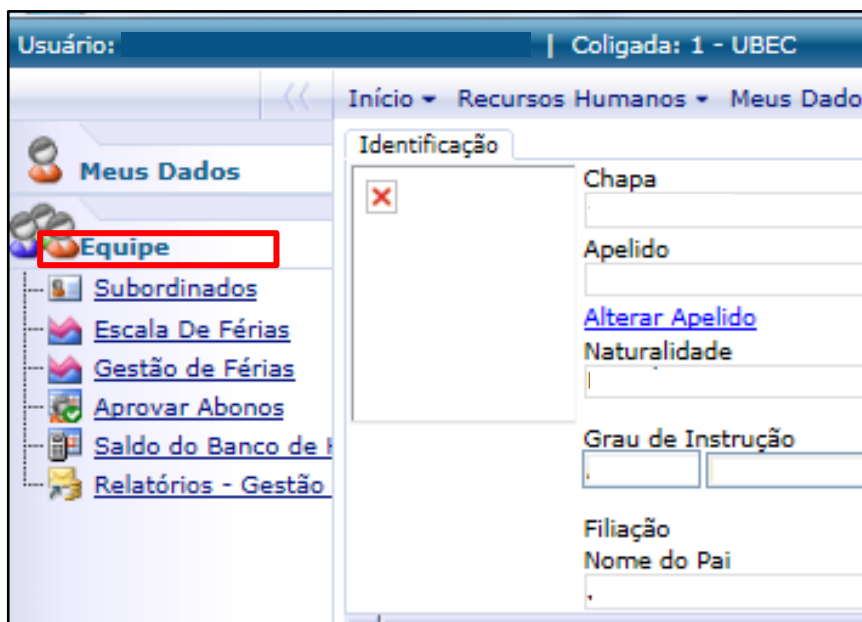 Usuário: | Coligada: 1 - UBEC
Início Recursos Humanos Meus Dado
Identificação
Meus Dados
Equipe
Subordinados
Escala De Férias
Gestão de Férias
Aprovar Abonos
Saldo do Banco de
Relatórios - Gestão
Chapa
Apelido
Alterar Apelido
Naturalidade
Grau de Instrução
Filiação
Nome do Pai